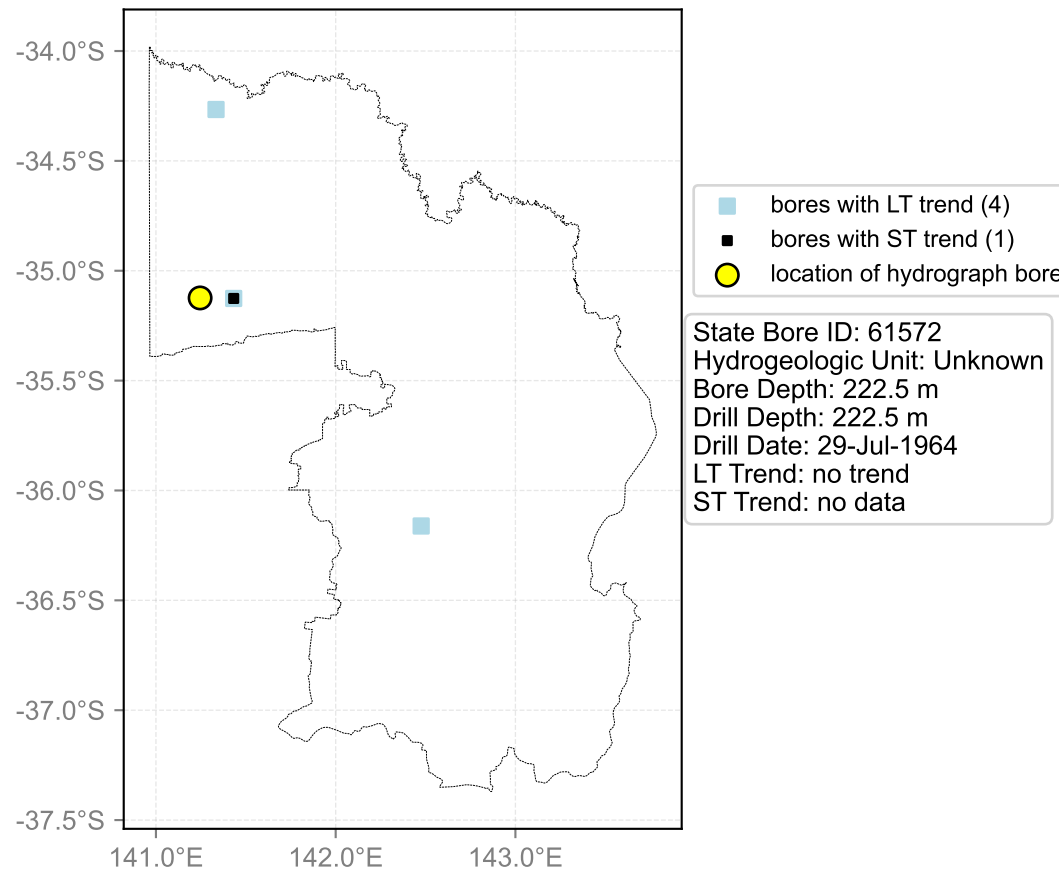 -34.0°S
-34.5°S
-35.0°S
-35.5°S
-36.0°S
-36.5°S
-37.0°S
-37.5°S
141.0°E
142.0°E
143.0°E
bores with LT trend (4)
bores with ST trend (1)
location of hydrograph bore
State Bore ID: 61572
Hydrogeologic Unit: Unknown
Bore Depth: 222.5 m
Drill Depth: 222.5 m
Drill Date: 29-Jul-1964
LT Trend: no trend
ST Trend: no data